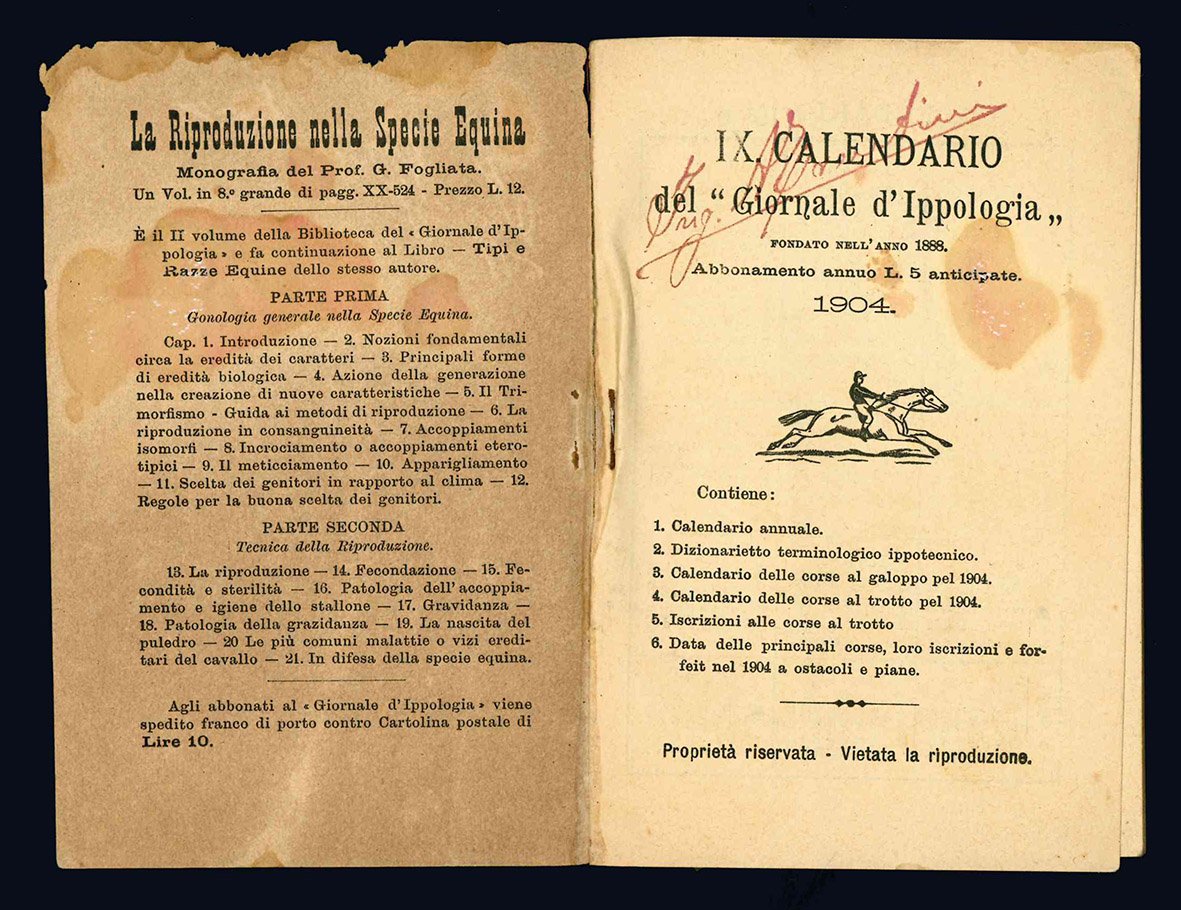 La Riproduzione nella Specie Equina
Monografia del Prof. G. Fogliata.
Un Vol. in 8.º grande di pagg. XX-524 - Prezzo L. 12.
È il II volume della Biblioteca del « Giornale d'Ip-
pologia » e fa continuazione al Libro — Tipi e
Razze Equine dello stesso autore.
PARTE PRIMA
Gonologia generale nella Specie Equina.
Cap. 1. Introduzione — 2. Nozioni fondamentali
circa la eredità dei caratteri — 3. Principali forme
di eredità biologica — 4. Azione della generazione
nella creazione di nuove caratteristiche — 5. Il Tri-
morfismo - Guida ai metodi di riproduzione — 6. La
riproduzione in consanguineità — 7. Accoppiamenti
isomorfi — 8. Incrociamento o accoppiamenti etero-
tipici — 9. Il meticciamento — 10. Apparigliamento
— 11. Scelta dei genitori in rapporto al clima — 12.
Regole per la buona scelta dei genitori.
PARTE SECONDA
Tecnica della Riproduzione.
13. La riproduzione — 14. Fecondazione — 15. Fe-
condità e sterilità — 16. Patologia dell' accoppia-
mento e igiene dello stallone — 17. Gravidanza —
18. Patologia della grazidanza — 19. La nascita del
puledro — 20 Le più comuni malattie o vizi eredi-
tari del cavallo — 21. In difesa della specie equina.
Agli abbonati al « Giornale d'Ippologia » viene
spedito franco di porto contro Cartolina postale di
Lire 10.
IX. CALENDARIO
del "Giornale d'Ippologia„
FONDATO NELL'ANNO 1888.
Abbonamento annuo L. 5 anticipate.
1904.
Contiene:
1. Calendario annuale.
2. Dizionarietto terminologico ippotecnico.
3. Calendario delle corse al galoppo pel 1904.
4. Calendario delle corse al trotto pel 1904.
5. Iscrizioni alle corse al trotto
6. Data delle principali corse, loro iscrizioni e for-
feit nel 1904 a ostacoli e piane.
Proprietà riservata - Vietata la riproduzione.